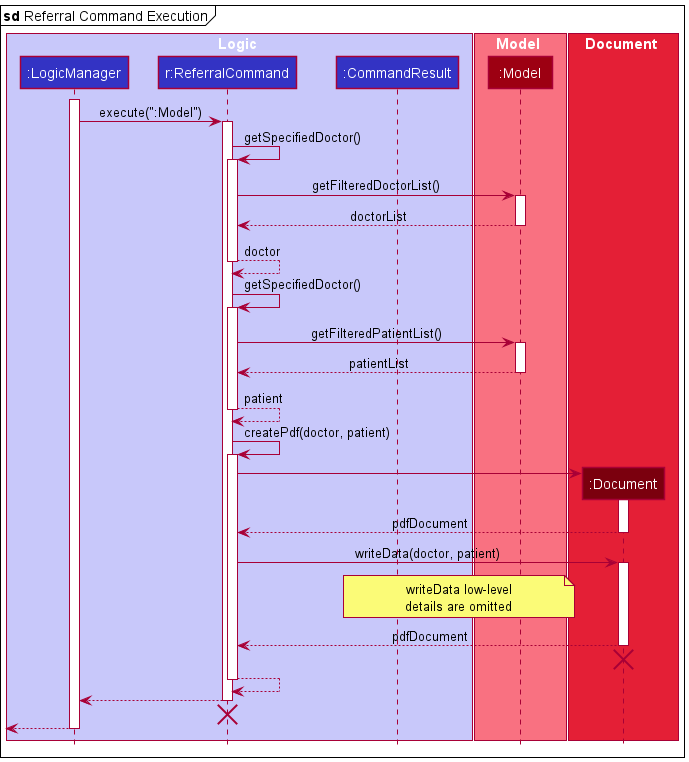 sd Referral Command Execution
Logic
Model
Document
:LogicManager
r:ReferralCommand
:CommandResult
:Model
execute(":Model")
getSpecifiedDoctor()
getFilteredDoctorList()
doctorList
doctor
getSpecifiedDoctor()
getFilteredPatientList()
patientList
patient
createPdf(doctor, patient)
:Document
pdfDocument
writeData(doctor, patient)
writeData low-level
details are omitted
pdfDocument